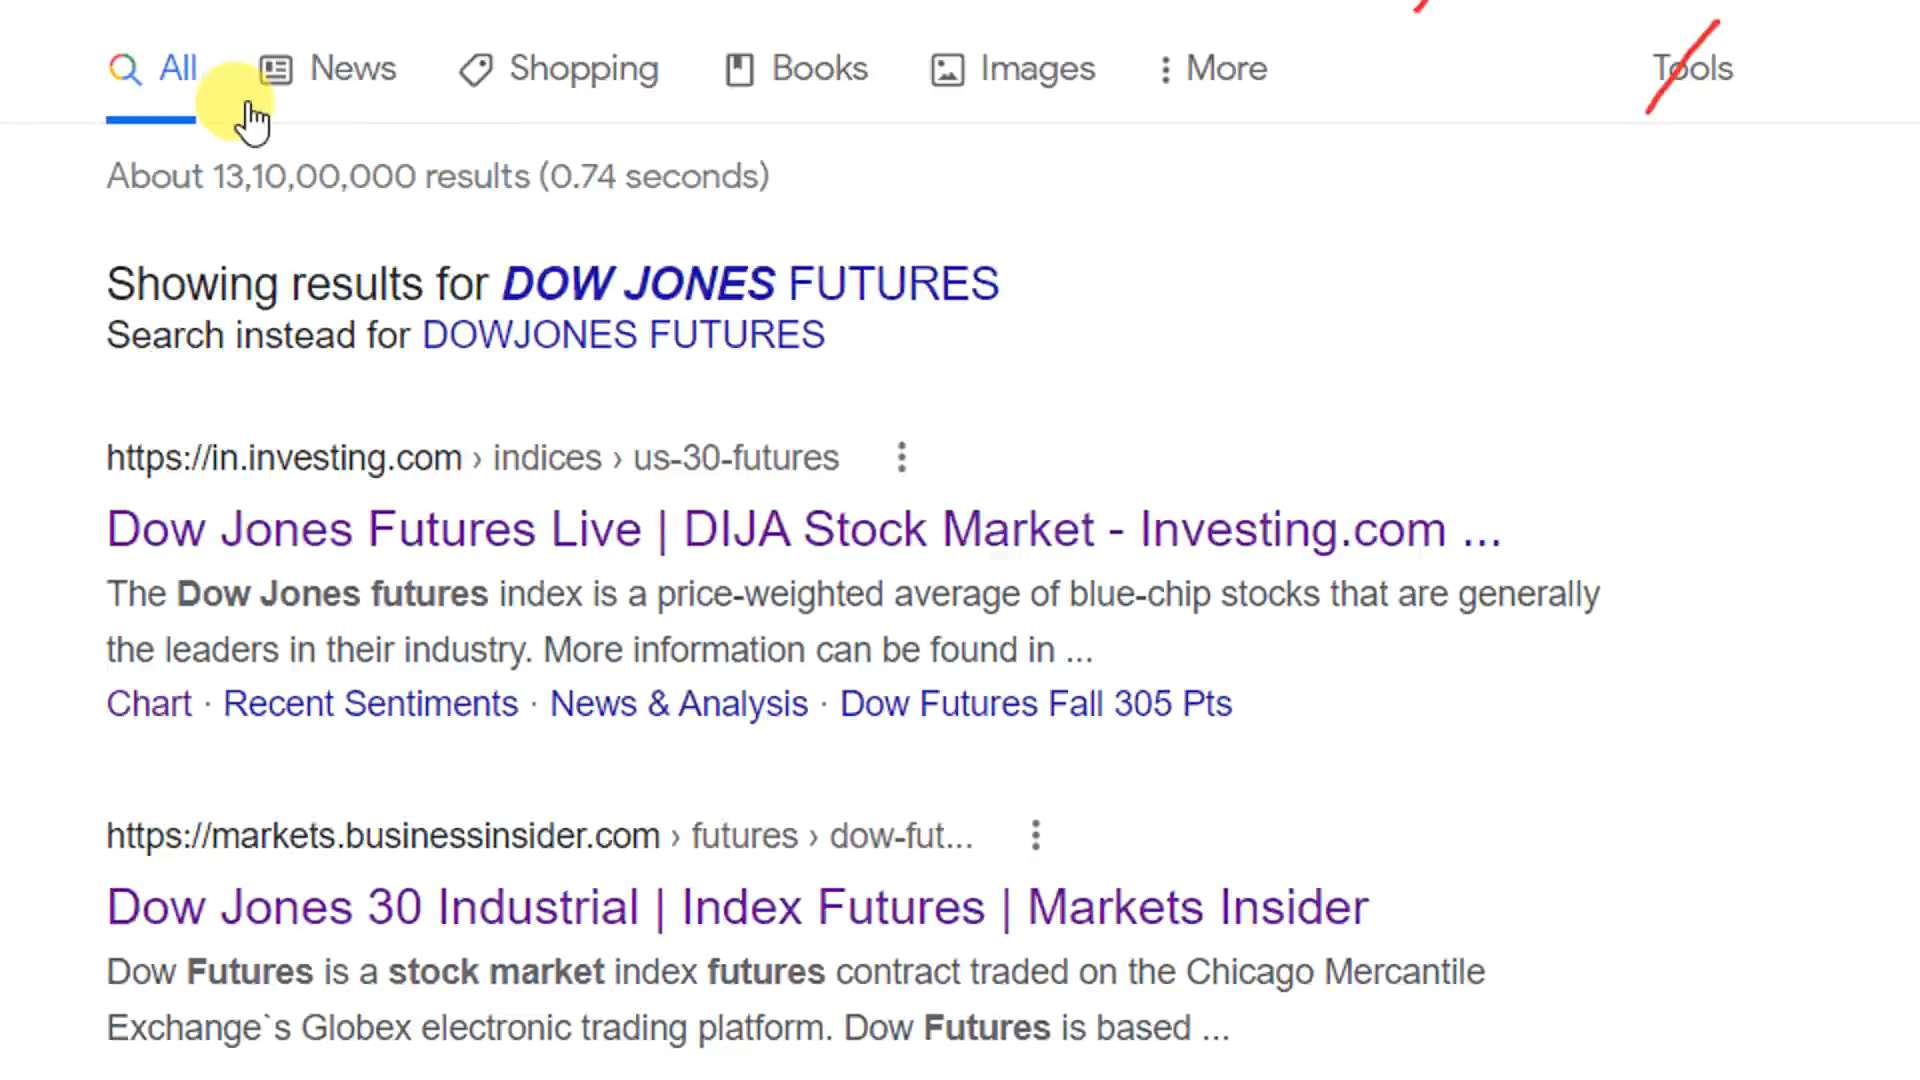 All News Shopping Books Images More Tools
About 13,10,00,000 results (0.74 seconds)
Showing results for DOW JONES FUTURES
Search instead for DOWJONES FUTURES
https://in.investing.com › indices › us-30-futures
Dow Jones Futures Live | DIJA Stock Market - Investing.com ...
The Dow Jones futures index is a price-weighted average of blue-chip stocks that are generally
the leaders in their industry. More information can be found in ...
Chart · Recent Sentiments · News & Analysis · Dow Futures Fall 305 Pts
https://markets.businessinsider.com › futures › dow-fut...
Dow Jones 30 Industrial | Index Futures | Markets Insider
Dow Futures is a stock market index futures contract traded on the Chicago Mercantile
Exchange`s Globex electronic trading platform. Dow Futures is based ...